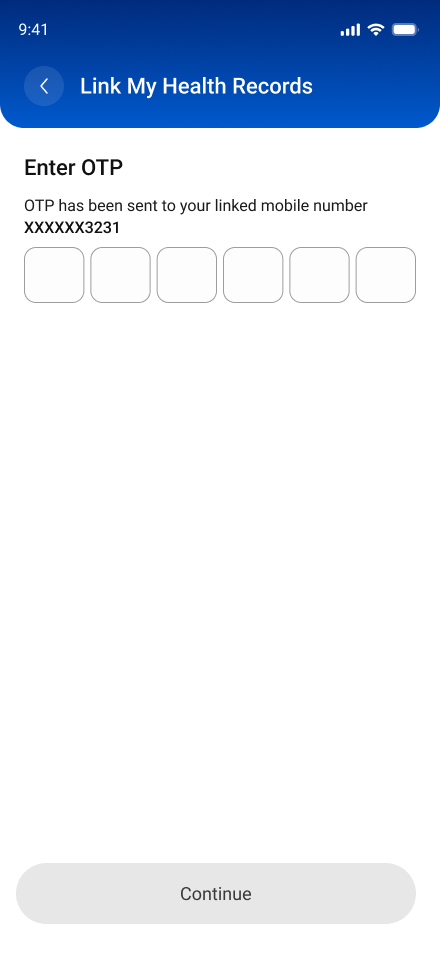 9:41
Link My Health Records
Enter OTP
OTP has been sent to your linked mobile number
XXXXXX3231
Continue